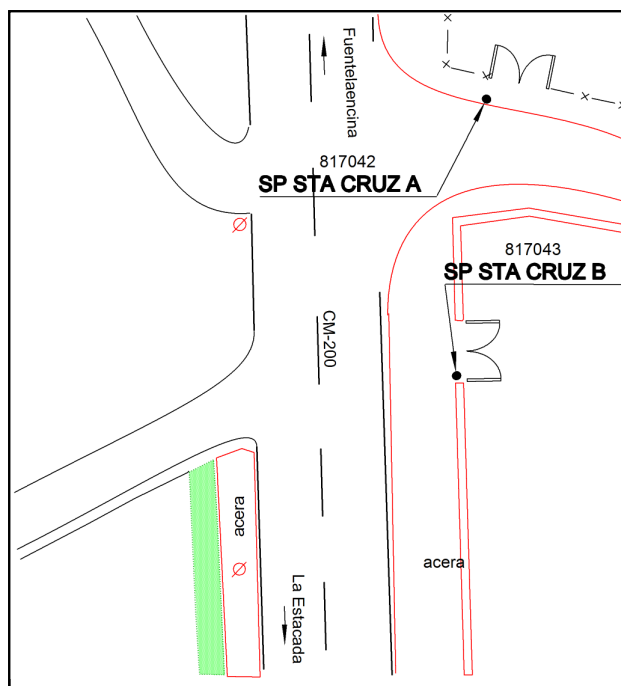 Fuentelaencina
817042
SP STA CRUZ A
817043
SP STA CRUZ B
CM-200
acera
acera
La Estacada